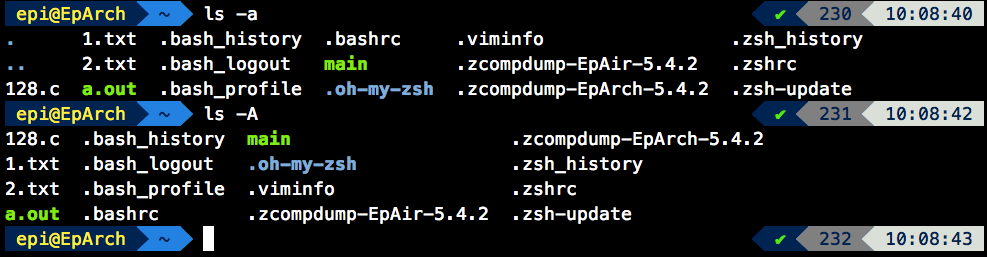 epi@EpArch ~ ls -a ✔ 230 10:08:40
. 1.txt .bash_history .bashrc .viminfo .zsh_history
.. 2.txt .bash_logout main .zcompdump-EpAir-5.4.2 .zshrc
128.c a.out .bash_profile .oh-my-zsh .zcompdump-EpArch-5.4.2 .zsh-update
epi@EpArch ~ ls -A ✔ 231 10:08:42
128.c .bash_history main .zcompdump-EpArch-5.4.2
1.txt .bash_logout .oh-my-zsh .zsh_history
2.txt .bash_profile .viminfo .zshrc
a.out .bashrc .zcompdump-EpAir-5.4.2 .zsh-update
epi@EpArch ~ ✔ 232 10:08:43